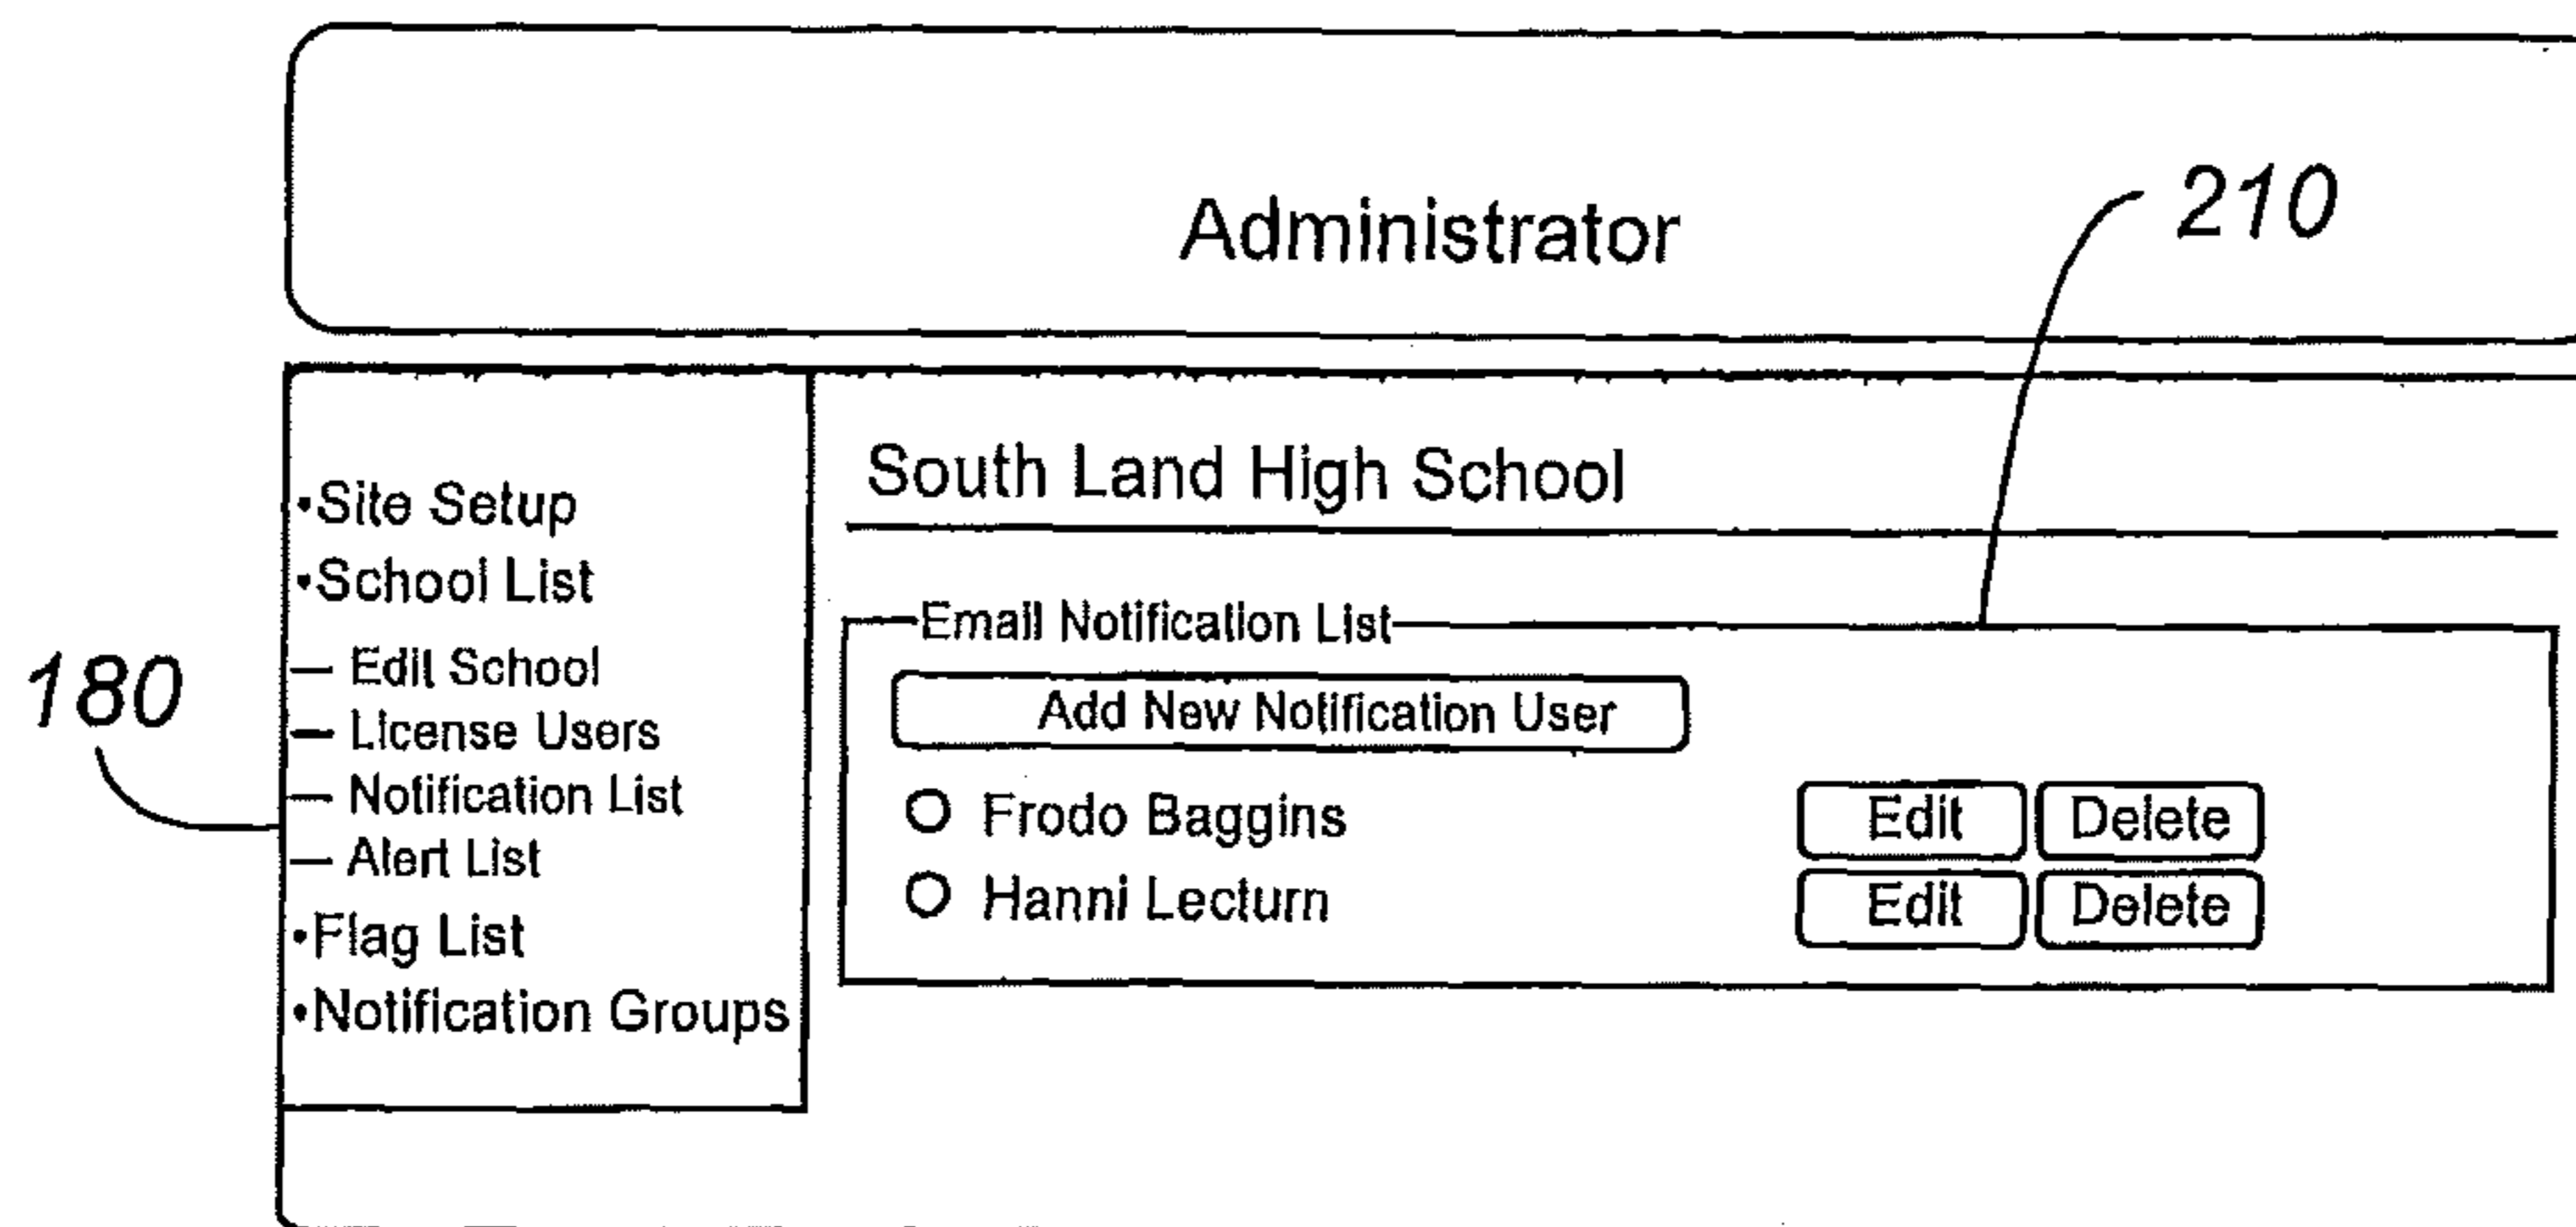 Administrator
210
South Land High School
•Site Setup
•School List
— Edit School
— License Users
— Notification List
— Alert List
•Flag List
•Notification Groups
180
Email Notification List
Add New Notification User
Frodo Baggins Edit Delete
Hanni Lecturn Edit Delete